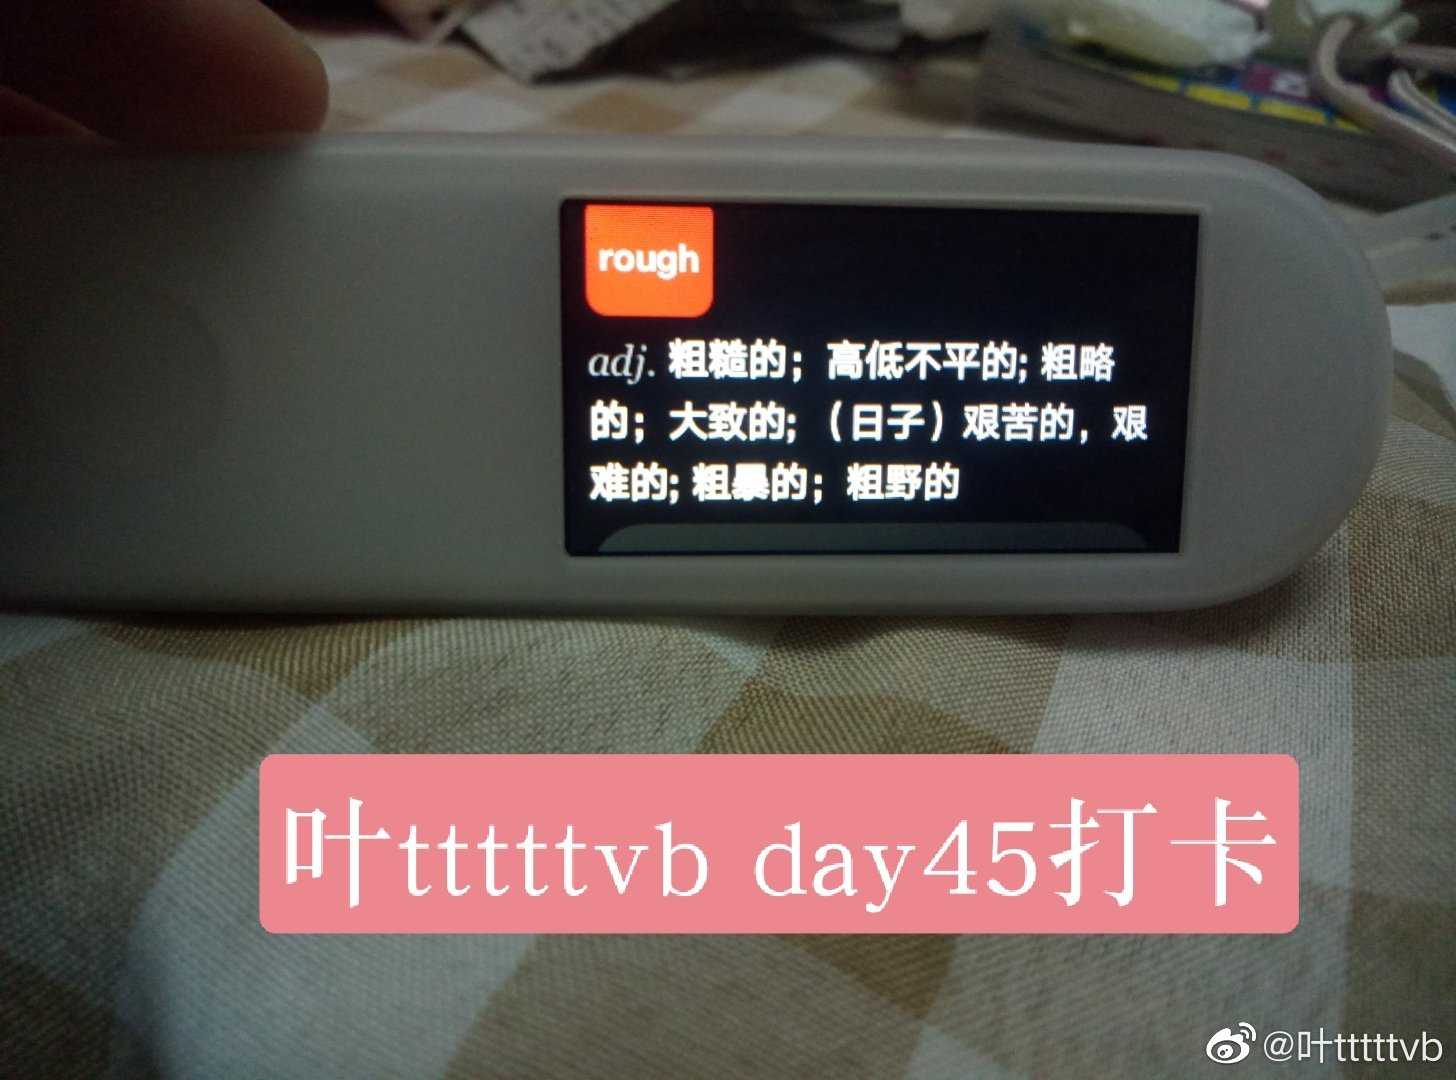 rough
adj. 粗糙的；高低不平的; 粗略
的；大致的;（日子）艰苦的，艰
难的; 粗暴的；粗野的
叶tttttvb day45打卡
@叶tttttvb